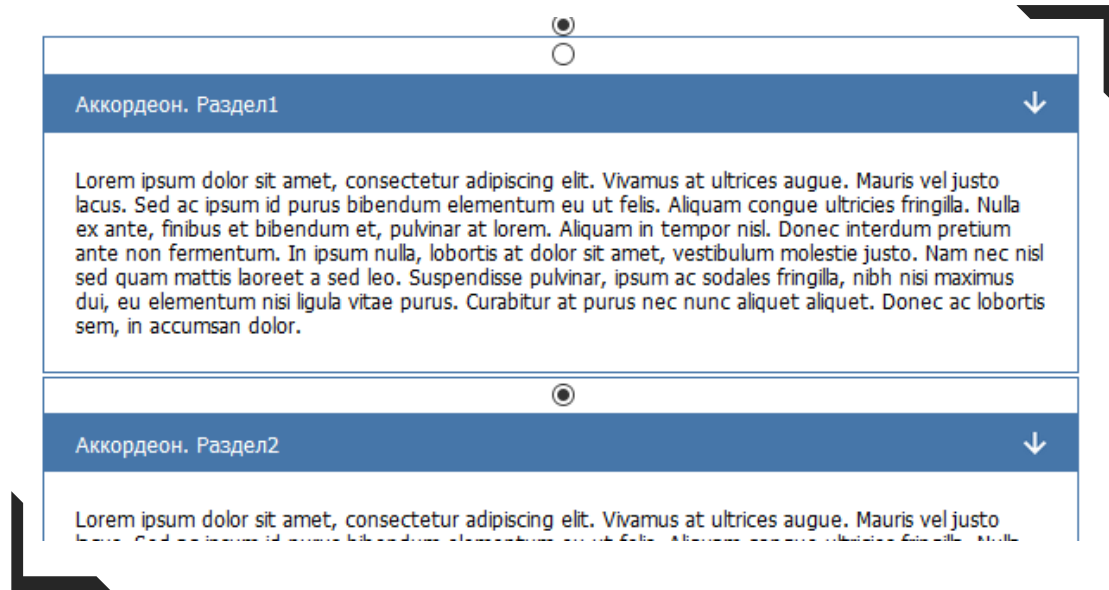 Аккордеон. Раздел1
Lorem ipsum dolor sit amet, consectetur adipiscing elit. Vivamus at ultrices augue. Mauris vel justo
lacus. Sed ac ipsum id purus bibendum elementum eu ut felis. Aliquam congue ultricies fringilla. Nulla
ex ante, finibus et bibendum et, pulvinar at lorem. Aliquam in tempor nisl. Donec interdum pretium
ante non fermentum. In ipsum nulla, lobortis at dolor sit amet, vestibulum molestie justo. Nam nec nisl
sed quam mattis laoreet a sed leo. Suspendisse pulvinar, ipsum ac sodales fringilla, nibh nisi maximus
dui, eu elementum nisi ligula vitae purus. Curabitur at purus nec nunc aliquet aliquet. Donec ac lobortis
sem, in accumsan dolor.
Аккордеон. Раздел2
Lorem ipsum dolor sit amet, consectetur adipiscing elit. Vivamus at ultrices augue. Mauris vel justo